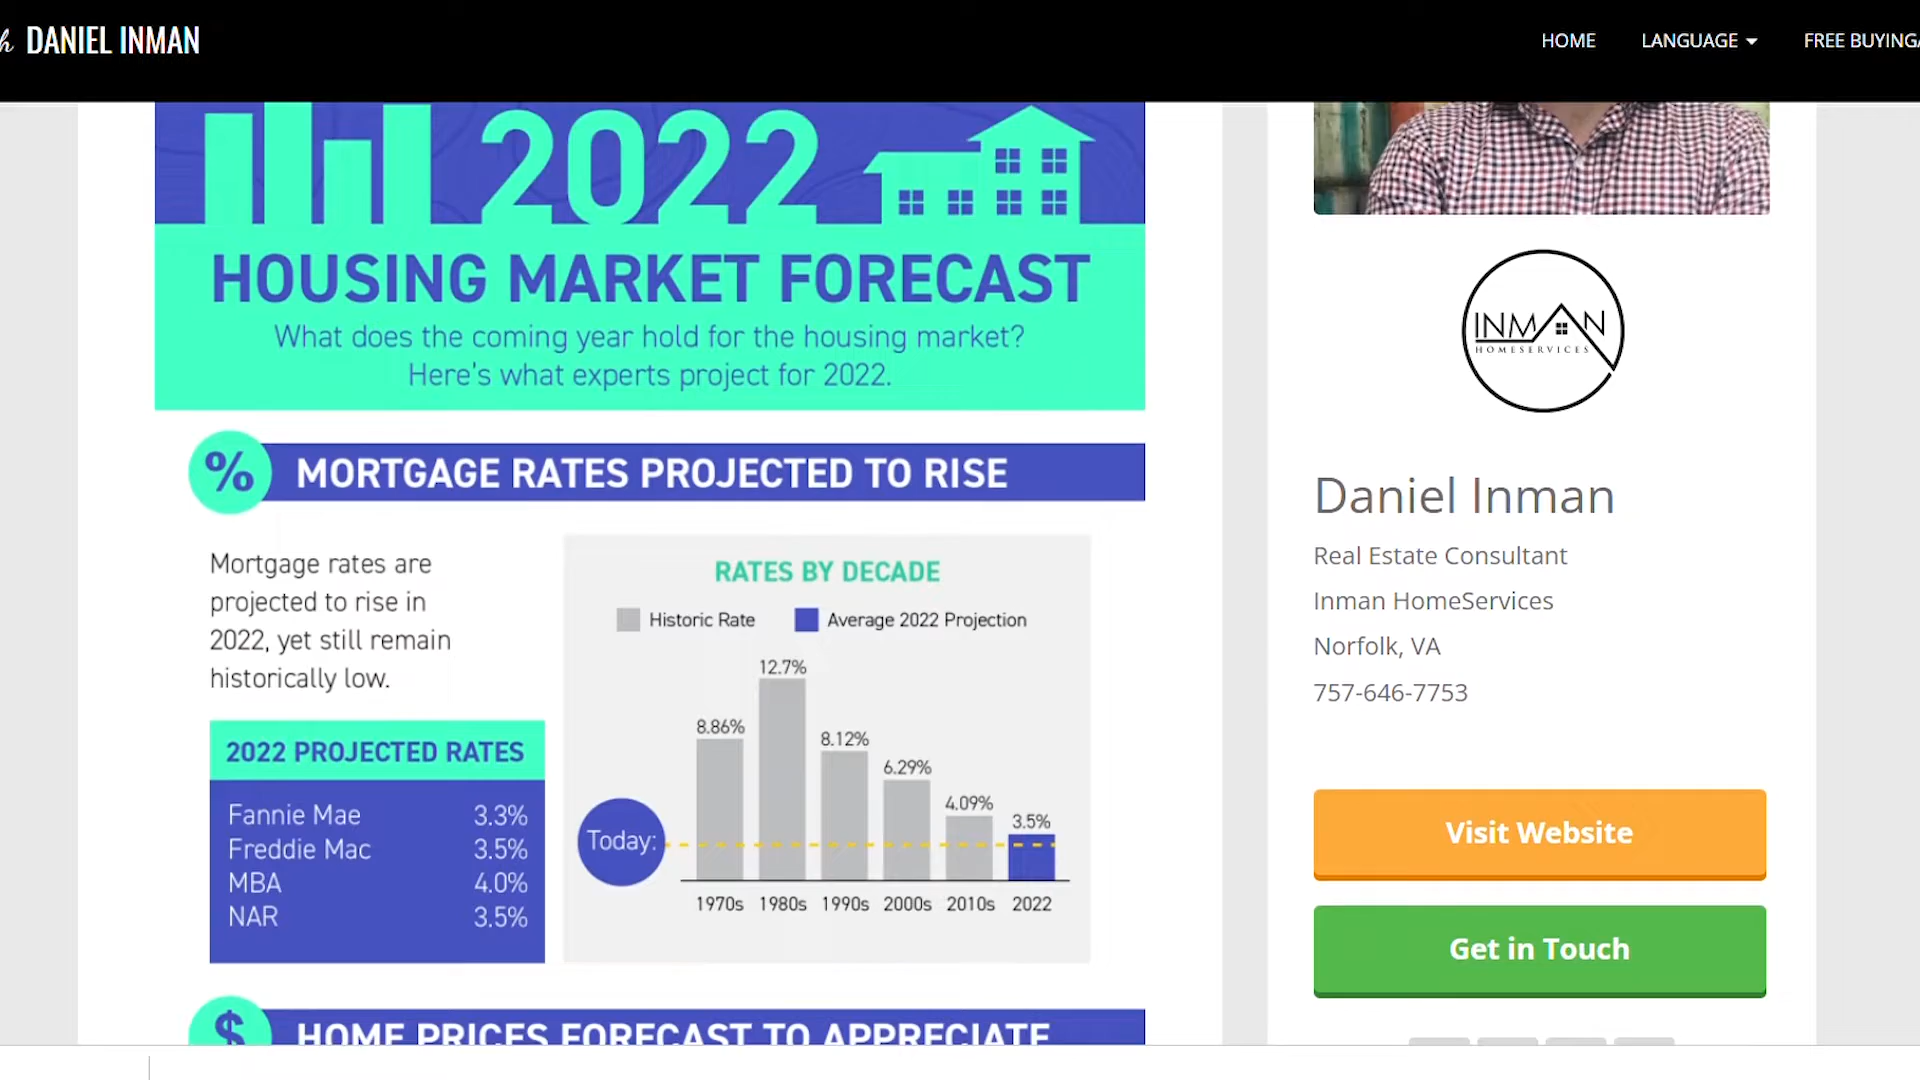 DANIEL INMAN
HOME
LANGUAGE
FREE BUYING
2022
HOUSING MARKET FORECAST
What does the coming year hold for the housing market?
Here's what experts project for 2022.
% MORTGAGE RATES PROJECTED TO RISE
Mortgage rates are
projected to rise in
2022, yet still remain
historically low.
2022 PROJECTED RATES
Fannie Mae 3.3%
Freddie Mac 3.5%
MBA 4.0%
NAR 3.5%
RATES BY DECADE
Historic Rate Average 2022 Projection
12.7%
8.86%
8.12%
6.29%
4.09%
3.5%
Today:
1970s 1980s 1990s 2000s 2010s 2022
$ HOME PRICES FORECAST TO APPRECIATE
INMAN
HOMESERVICES
Daniel Inman
Real Estate Consultant
Inman HomeServices
Norfolk, VA
757-646-7753
Visit Website
Get in Touch